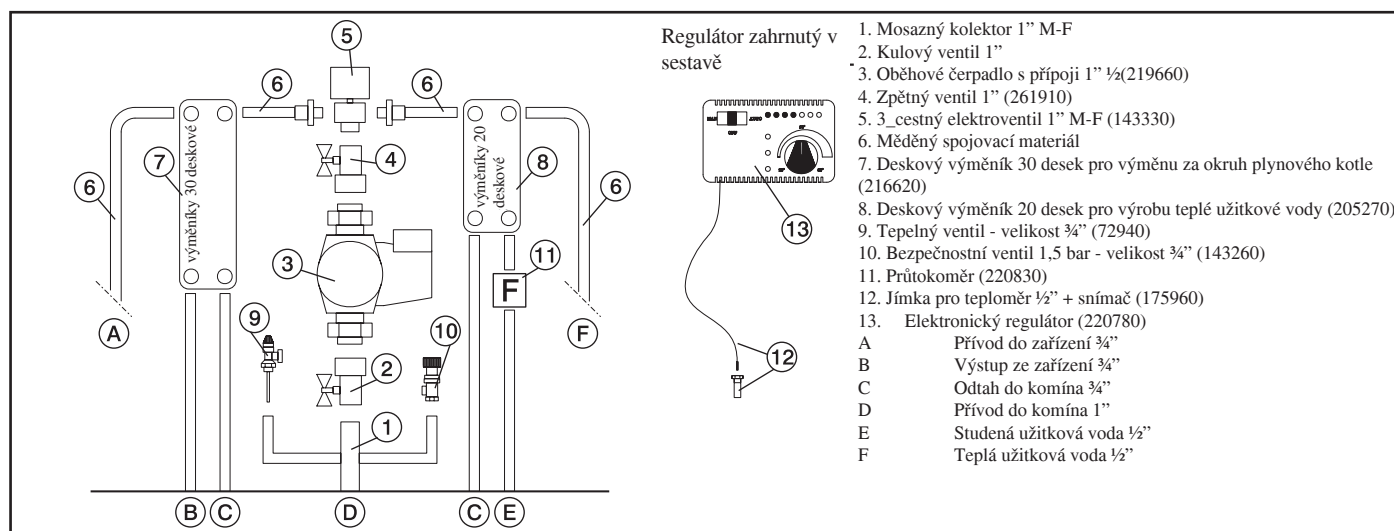 5
6
6
výměníky 30 deskové
výměníky 20
deskové
7
4
8
6
6
3
11
F
A
F
9
10
2
1
B
C
D
C
E
Regulátor zahrnutý v
sestavě
OFF
13
12
1. Mosazný kolektor 1” M-F
2. Kulový ventil 1”
3. Oběhové čerpadlo s přípoji 1” ½(219660)
4. Zpětný ventil 1” (261910)
5. 3_cestný elektroventil 1” M-F (143330)
6. Měděný spojovací materiál
7. Deskový výměník 30 desek pro výměnu za okruh plynového kotle
(216620)
8. Deskový výměník 20 desek pro výrobu teplé užitkové vody (205270)
9. Tepelný ventil - velikost ¾” (72940)
10. Bezpečnostní ventil 1,5 bar - velikost ¾” (143260)
11. Průtokoměr (220830)
12. Jímka pro teploměr ½” + snímač (175960)
13. Elektronický regulátor (220780)
A Přívod do zařízení ¾”
B Výstup ze zařízení ¾”
C Odtah do komína ¾”
D Přívod do komína 1”
E Studená užitková voda ½”
F Teplá užitková voda ½”